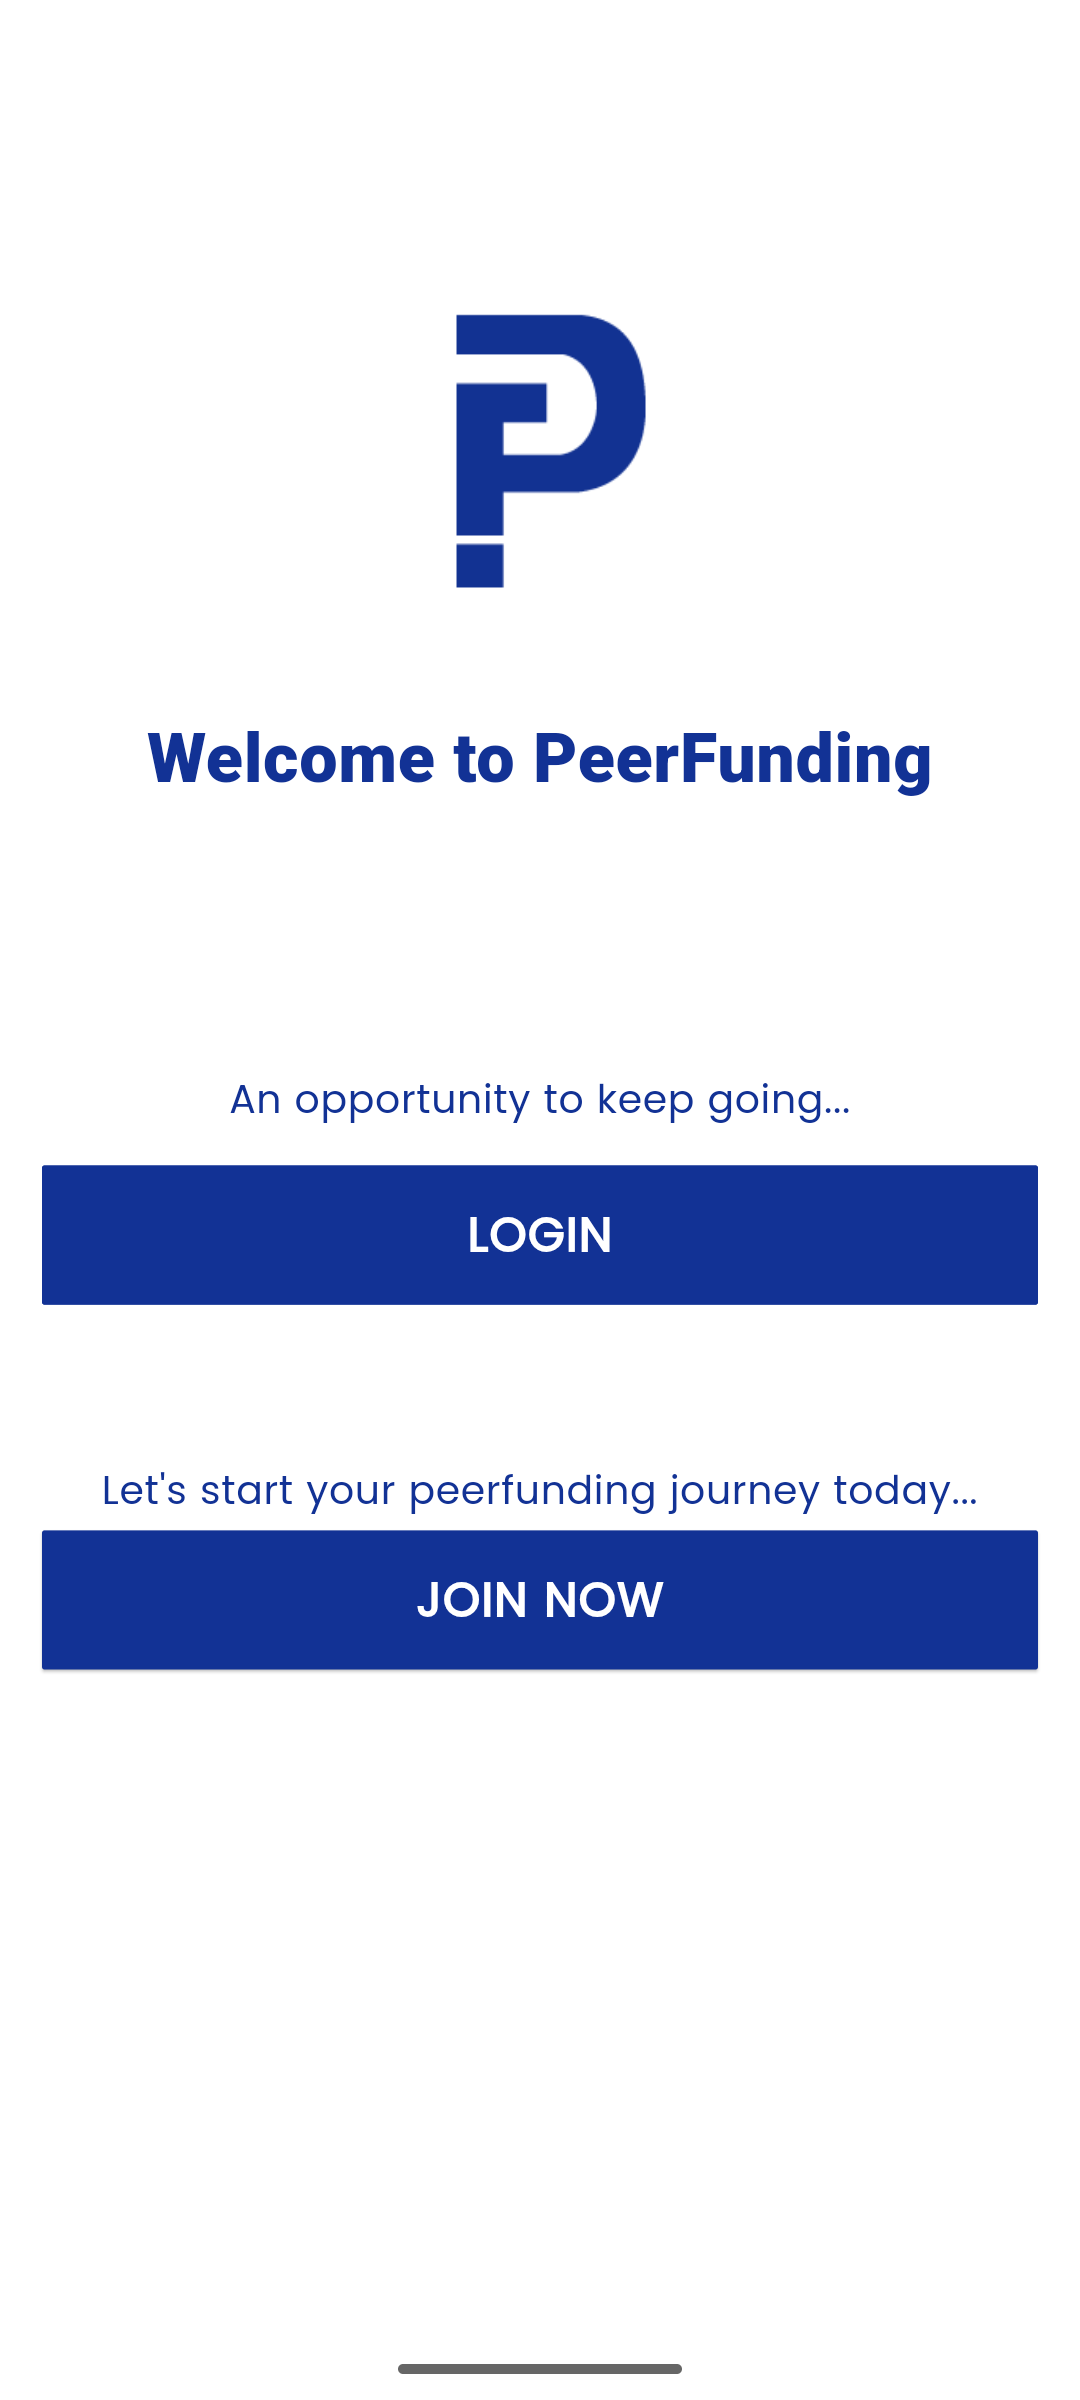 Welcome to PeerFunding
An opportunity to keep going...
LOGIN
Let's start your peerfunding journey today...
JOIN NOW